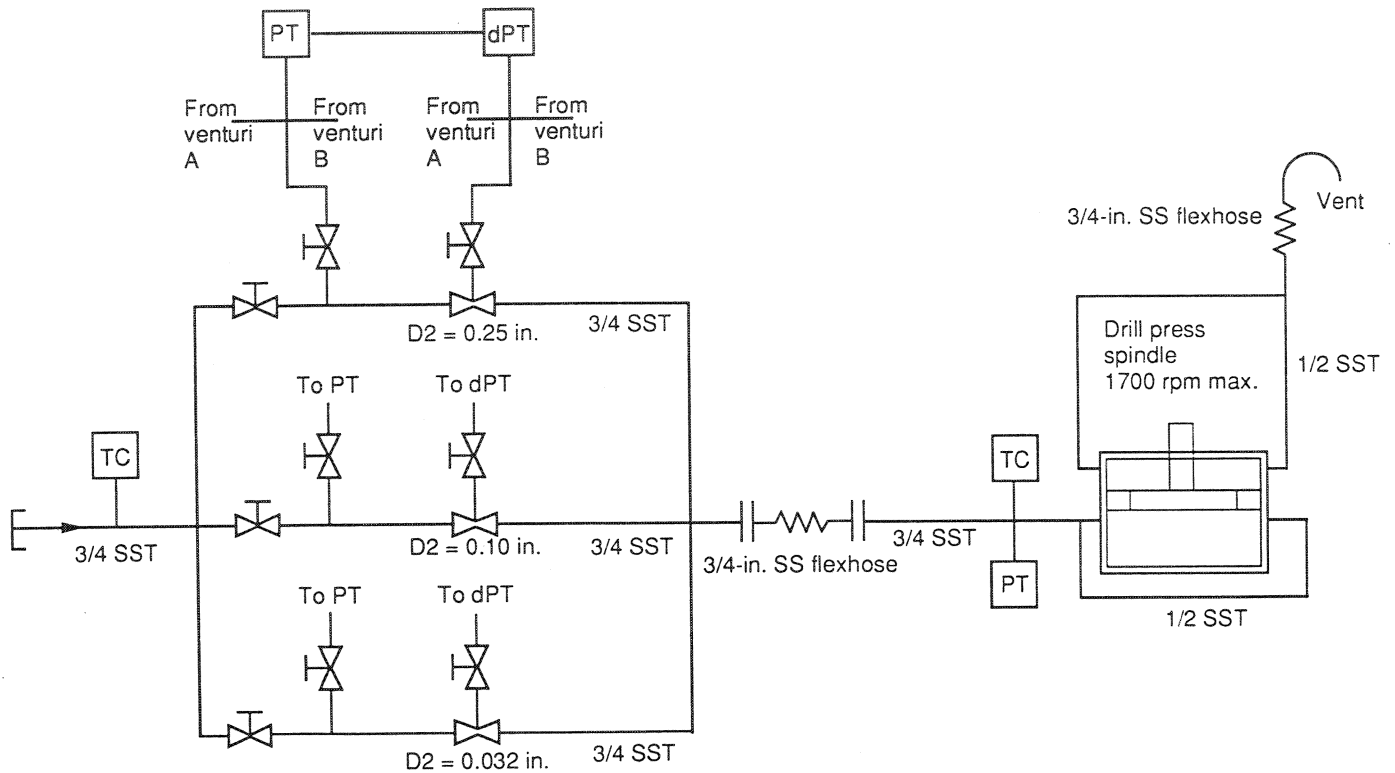 PT
dPT
From
venturi
A
From
venturi
B
From
venturi
A
From
venturi
B
3/4-in. SS flexhose
Vent
D2 = 0.25 in.
3/4 SST
Drill press
spindle
1700 rpm max.
1/2 SST
To PT
To dPT
TC
3/4 SST
D2 = 0.10 in.
3/4 SST
3/4-in. SS flexhose
TC
3/4 SST
PT
1/2 SST
To PT
To dPT
D2 = 0.032 in.
3/4 SST